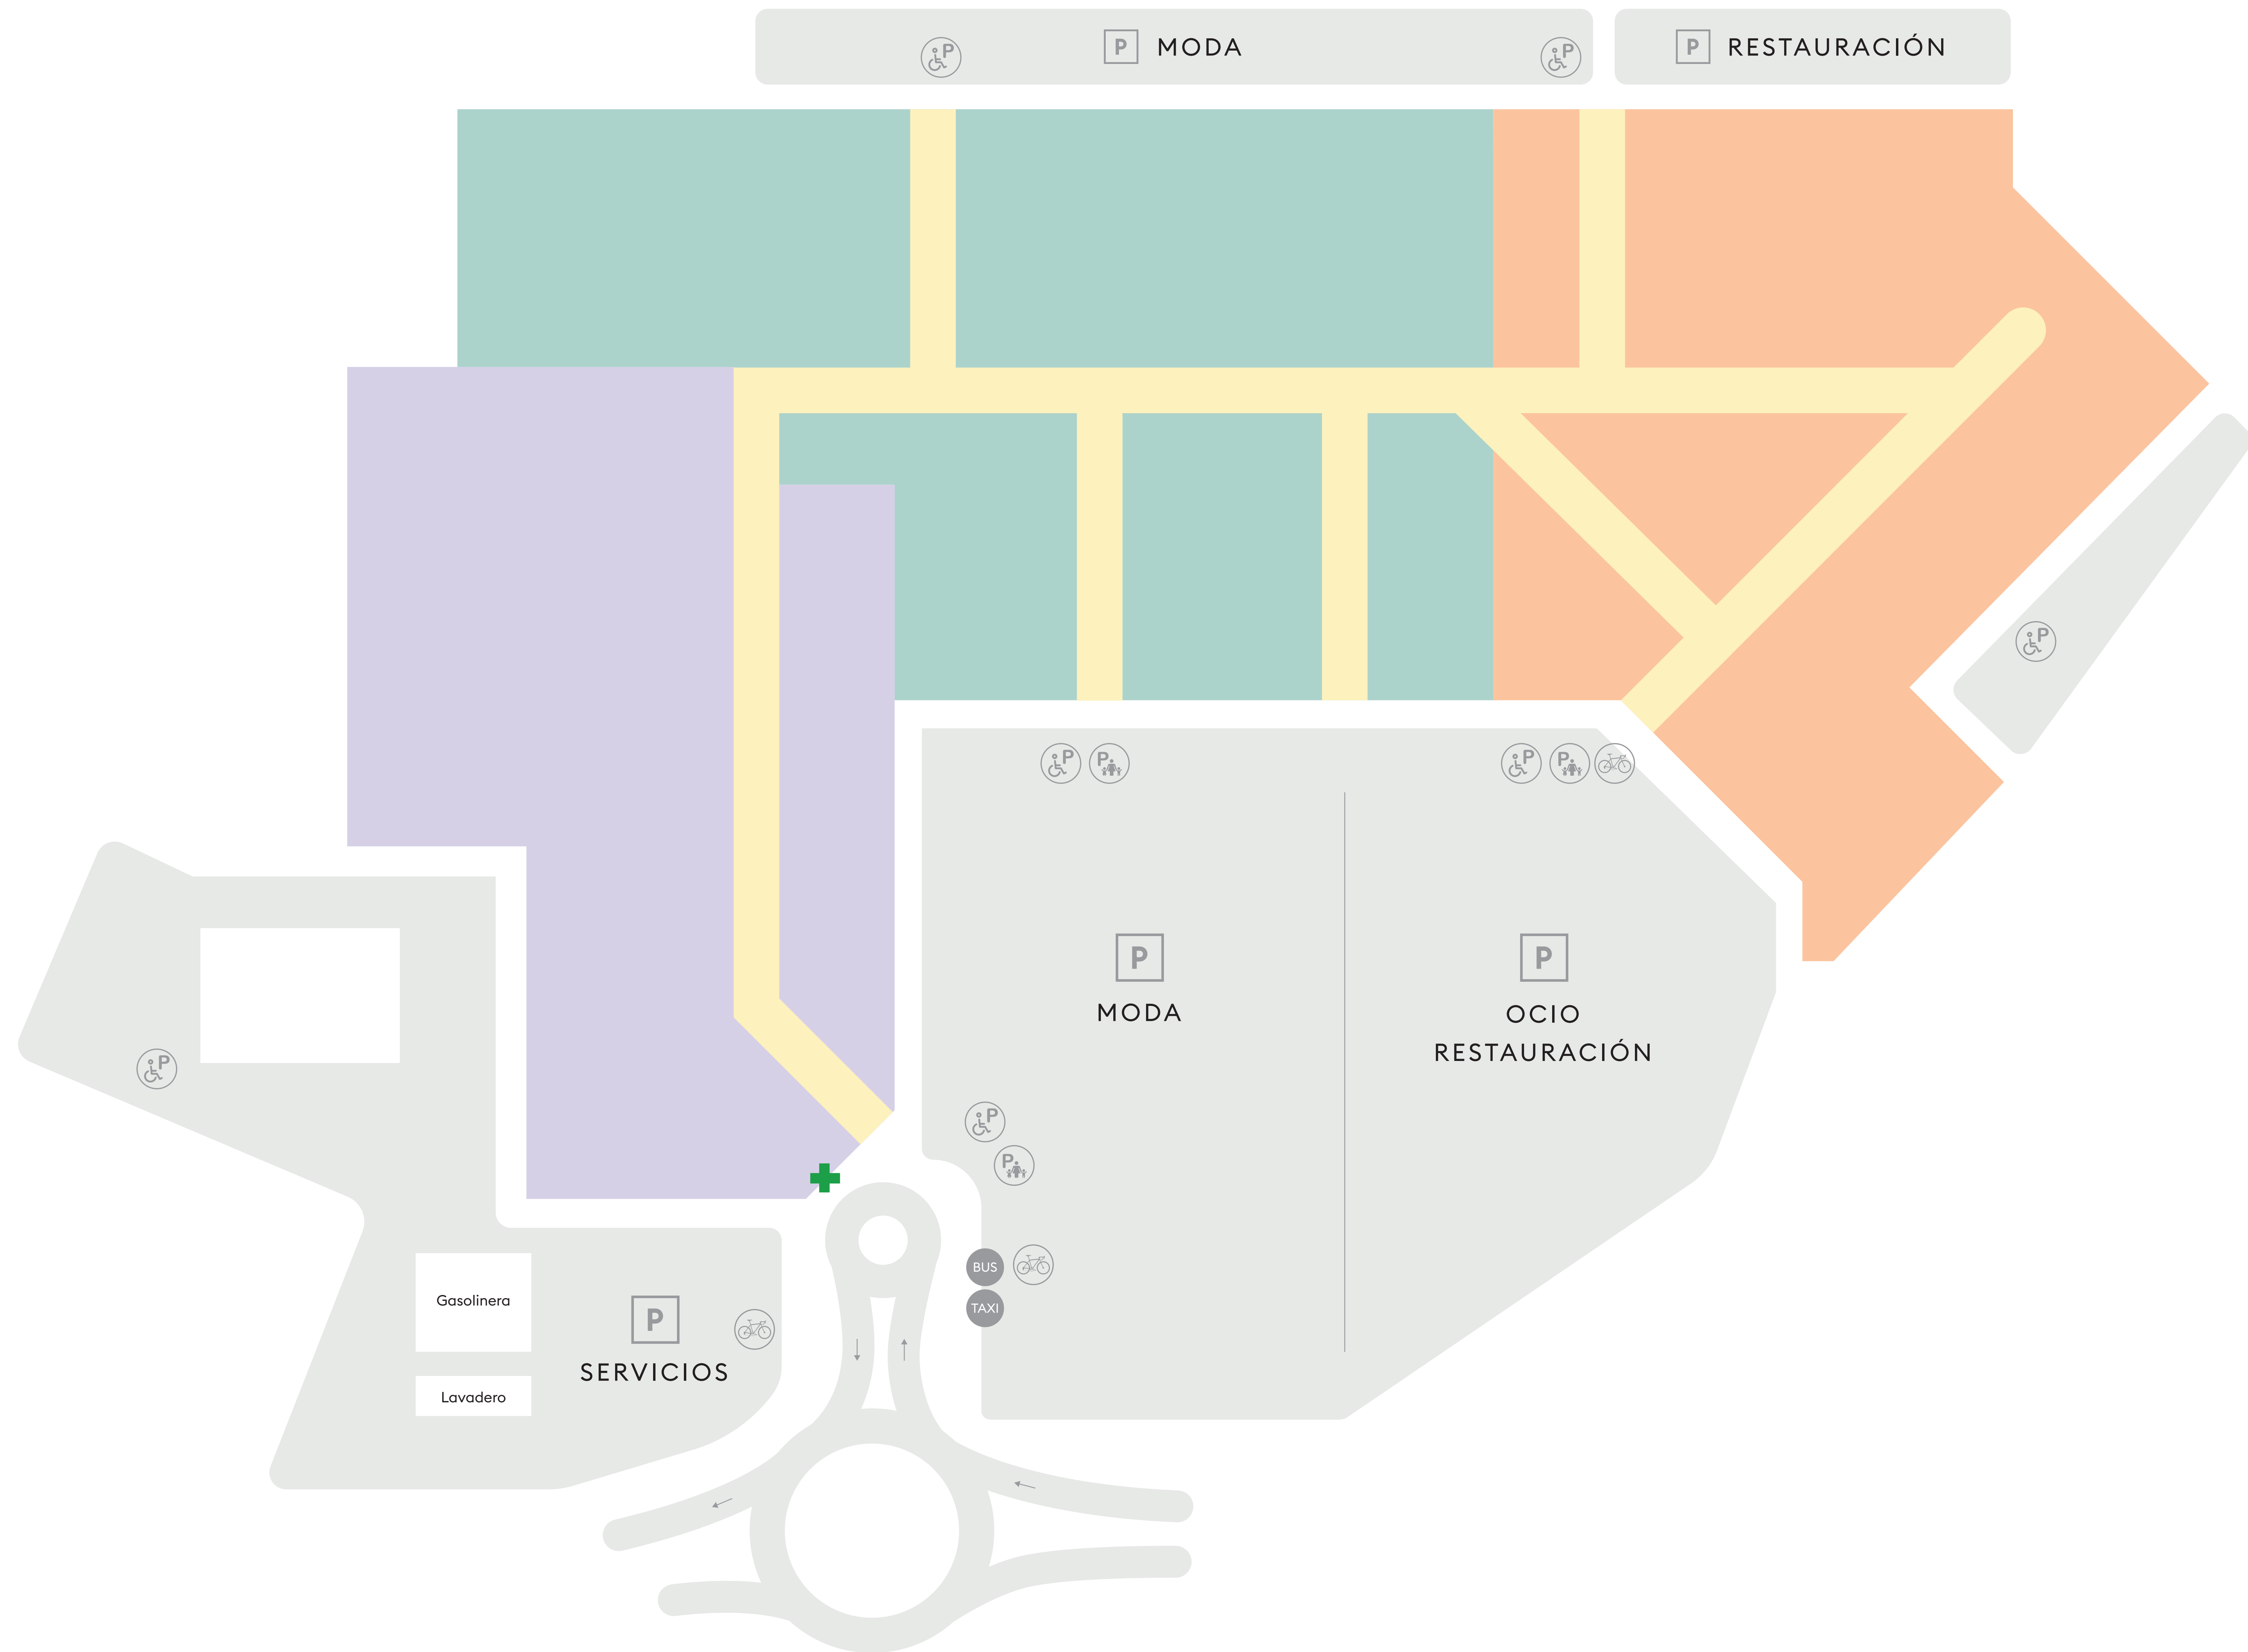 P MODA
P RESTAURACIÓN
P
P
P
P
P
P
P
P
P
MODA
P
OCIO
RESTAURACIÓN
P
P
P
BUS
TAXI
Gasolinera
Lavadero
P
SERVICIOS